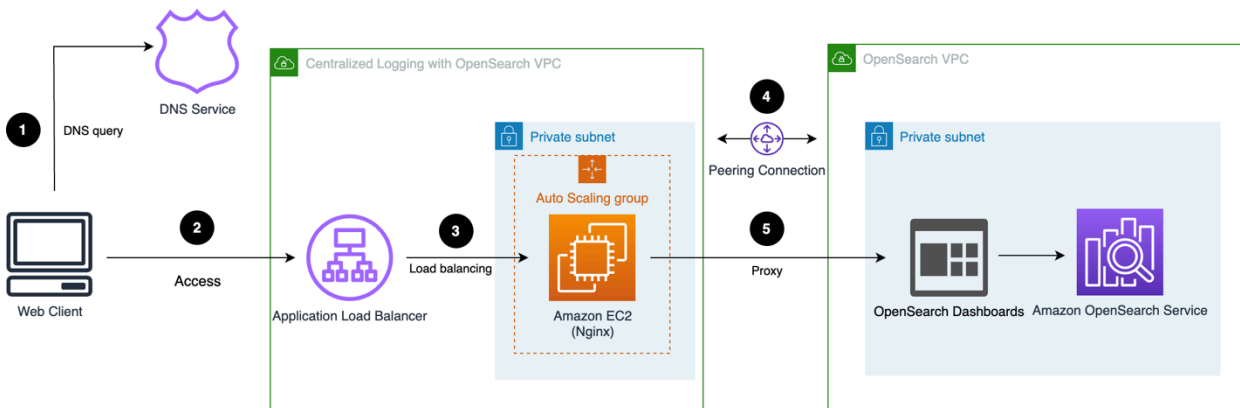 DNS Service
1
DNS query
Web Client
2
Access
Centralized Logging with OpenSearch VPC
Application Load Balancer
3
Load balancing
Private subnet
Auto Scaling group
Amazon EC2
(Nginx)
4
Peering Connection
5
Proxy
OpenSearch VPC
Private subnet
OpenSearch Dashboards
Amazon OpenSearch Service